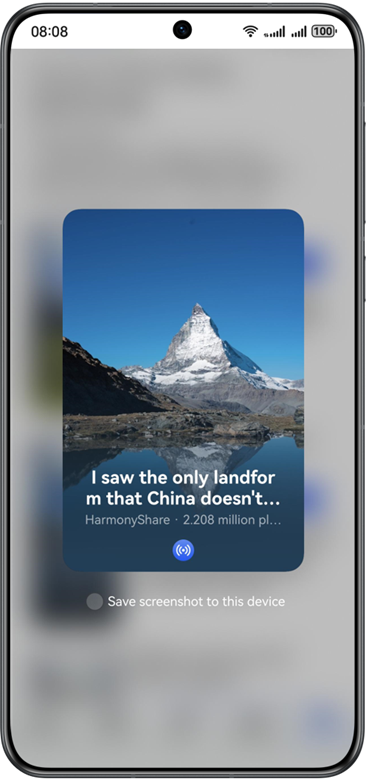 08:08
100
I saw the only landfor
m that China doesn't...
HarmonyShare · 2.208 million pl...
Save screenshot to this device